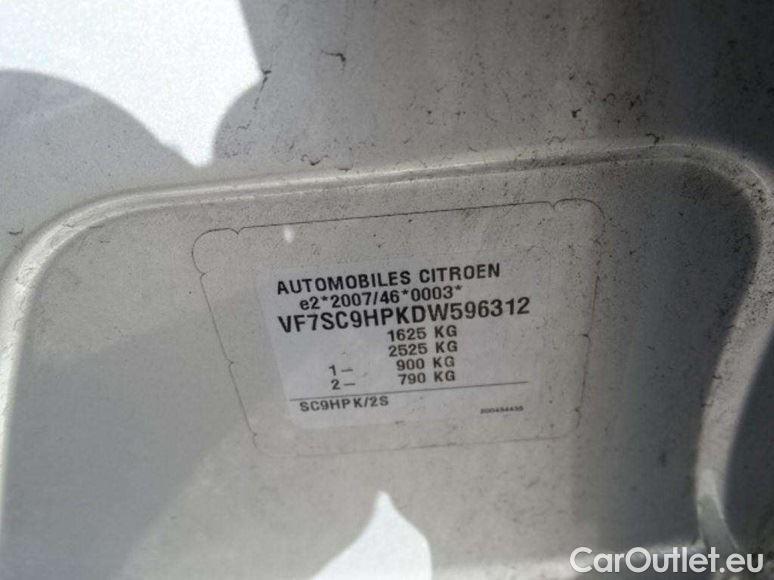 AUTOMOBILES CITROEN
e2*2007/46*0003*
VF7SC9HPKDW596312
1625 KG
2525 KG
1- 900 KG
2- 790 KG
SC9HPK/2S
CarOutlet.eu